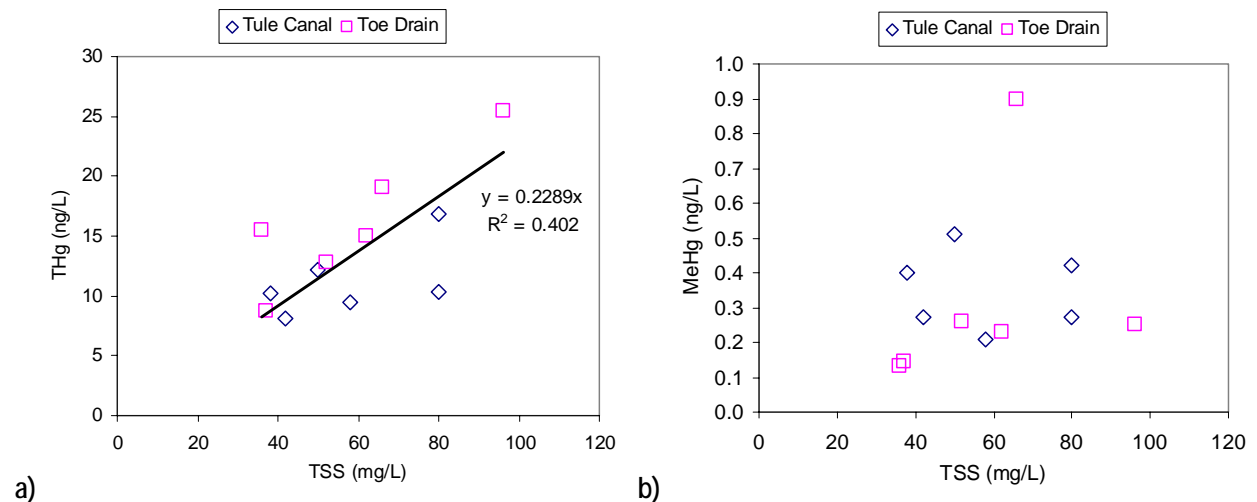 Tule Canal Toe Drain
30
25
20
15
10
5
0
THg (ng/L)
y = 0.2289x
R² = 0.402
0 20 40 60 80 100 120
TSS (mg/L)
a)
Tule Canal Toe Drain
1.0
0.9
0.8
0.7
0.6
0.5
0.4
0.3
0.2
0.1
0.0
MeHg (ng/L)
0 20 40 60 80 100 120
TSS (mg/L)
b)